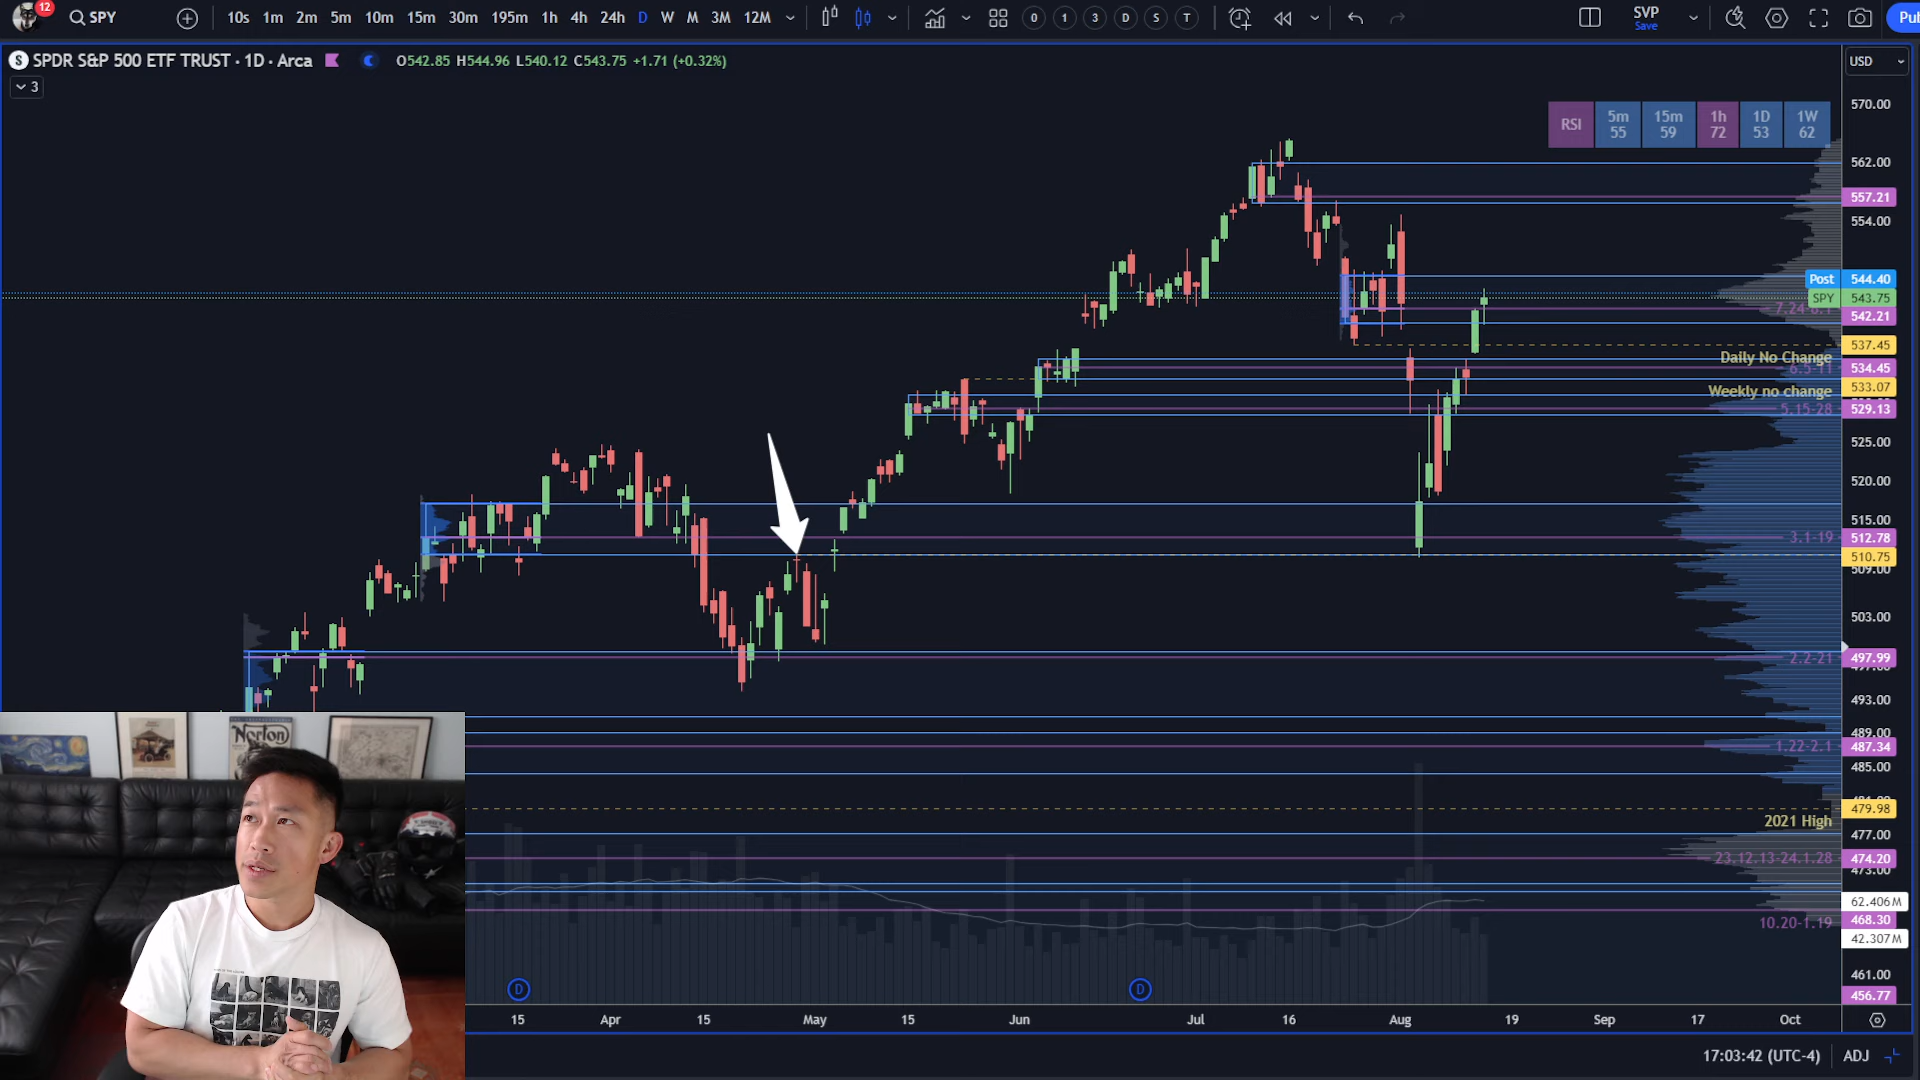 12
SPY
10s 1m 2m 5m 10m 15m 30m 195m 1h 4h 24h D W M 3M 12M
0 1 3 D S T
SVP
Save
Pub
S SPDR S&P 500 ETF TRUST · 1D · Arca O542.85 H544.96 L540.12 C543.75 +1.71 (+0.32%)
USD
3
570.00
RSI
5m
55
15m
59
1h
72
1D
53
1W
62
562.00
557.21
554.00
Post 544.40
SPY 543.75
542.21
537.45
Daily No Change
6.5-11 534.45
533.07
Weekly no change
5.15-28 529.13
525.00
520.00
515.00
3.1-19 512.78
510.75
509.00
503.00
2.2-21 497.99
493.00
489.00
1.22-2.1 487.34
485.00
479.98
2021 High
477.00
23.12.13-24.1.28 474.20
473.00
62.406M
468.30
10.20-1.19
42.307M
461.00
456.77
Norton
D D
15 Apr 15 May 15 Jun Jul 16 Aug 19 Sep 17 Oct
17:03:42 (UTC-4) ADJ